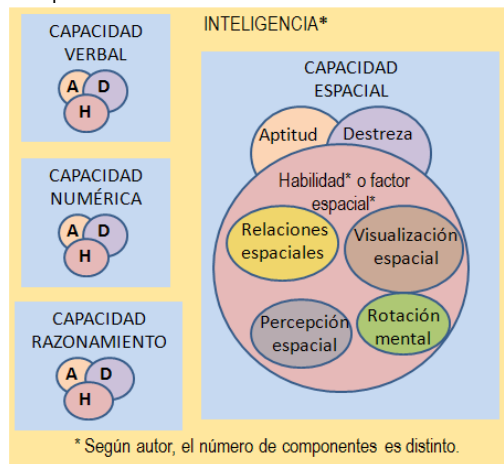 INTELIGENCIA*
CAPACIDAD
VERBAL
A D
H
CAPACIDAD
NUMÉRICA
A D
H
CAPACIDAD
RAZONAMIENTO
A D
H
CAPACIDAD
ESPACIAL
Aptitud Destreza
Habilidad* o factor
espacial*
Relaciones
espaciales
Visualización
espacial
Percepción
espacial
Rotación
mental
* Según autor, el número de componentes es distinto.